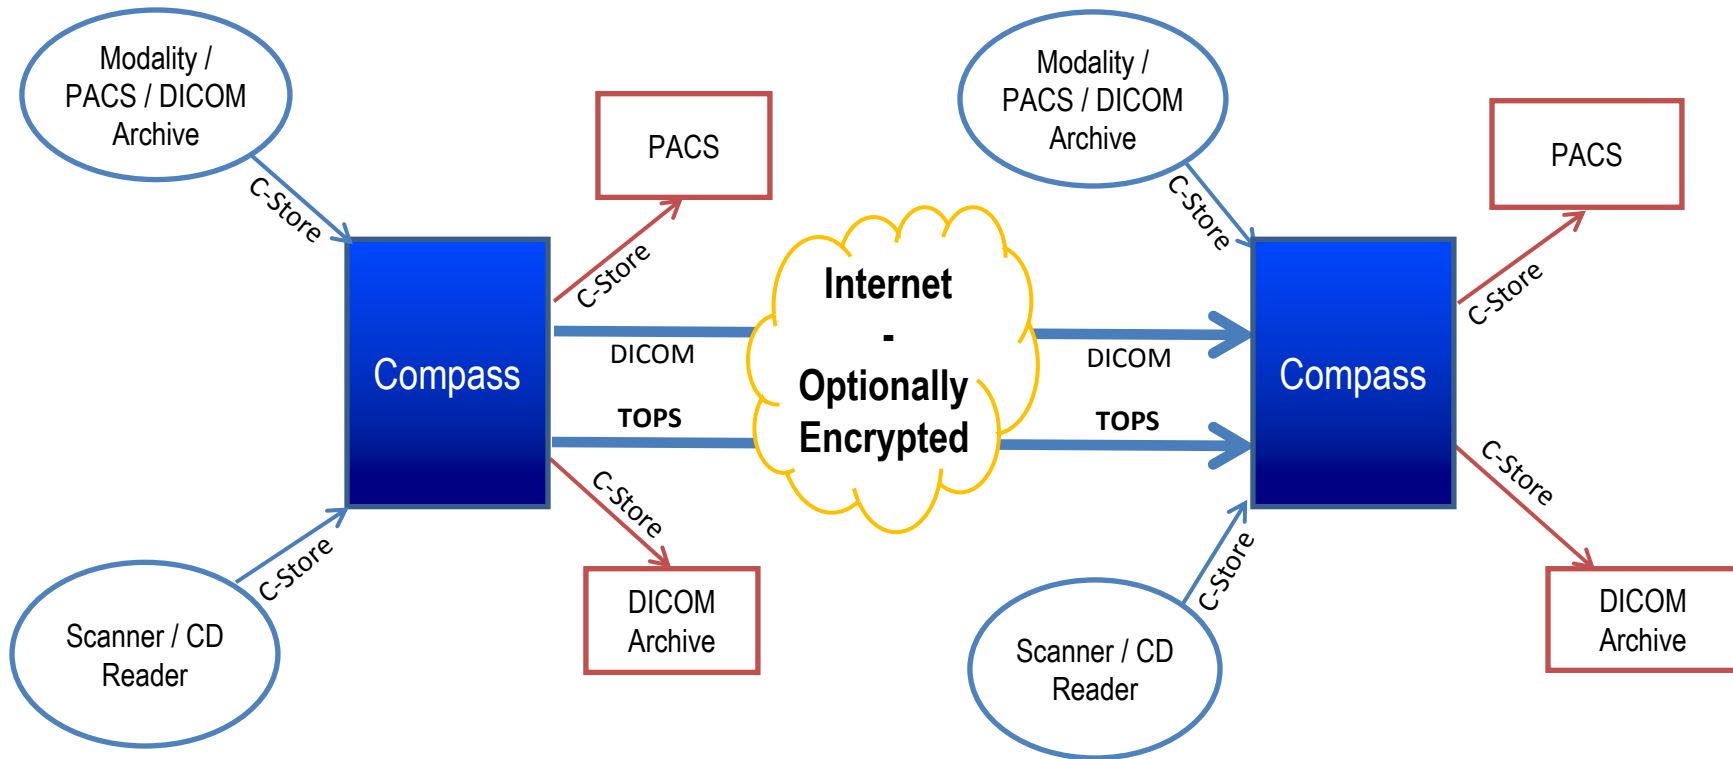 Modality /
PACS / DICOM
Archive
C-Store
PACS
C-Store
Compass
DICOM
TOPS
C-Store
DICOM
Archive
C-Store
Scanner / CD
Reader
Internet
-
Optionally
Encrypted
Modality /
PACS / DICOM
Archive
C-Store
PACS
C-Store
DICOM
TOPS
Compass
C-Store
DICOM
Archive
C-Store
Scanner / CD
Reader